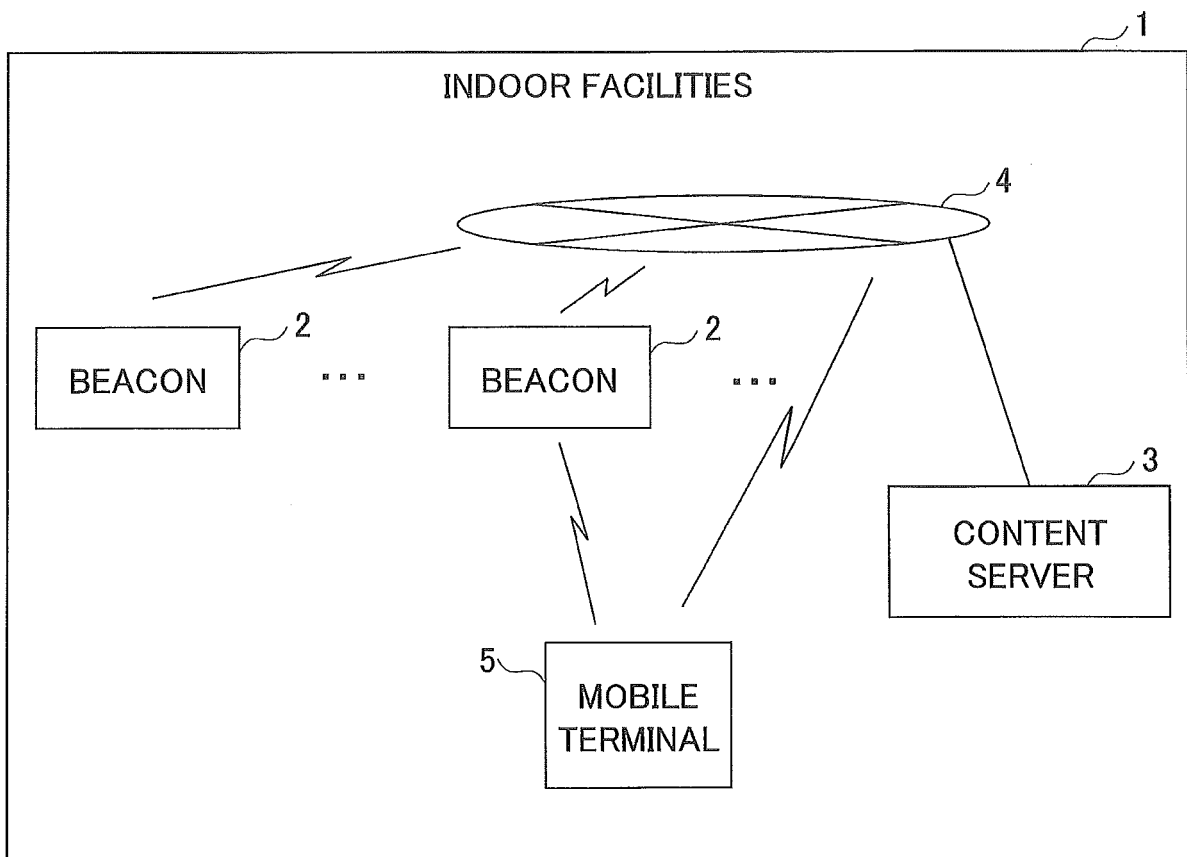 1
INDOOR FACILITIES
4
2
2
BEACON
...
BEACON
...
3
CONTENT
SERVER
5
MOBILE
TERMINAL